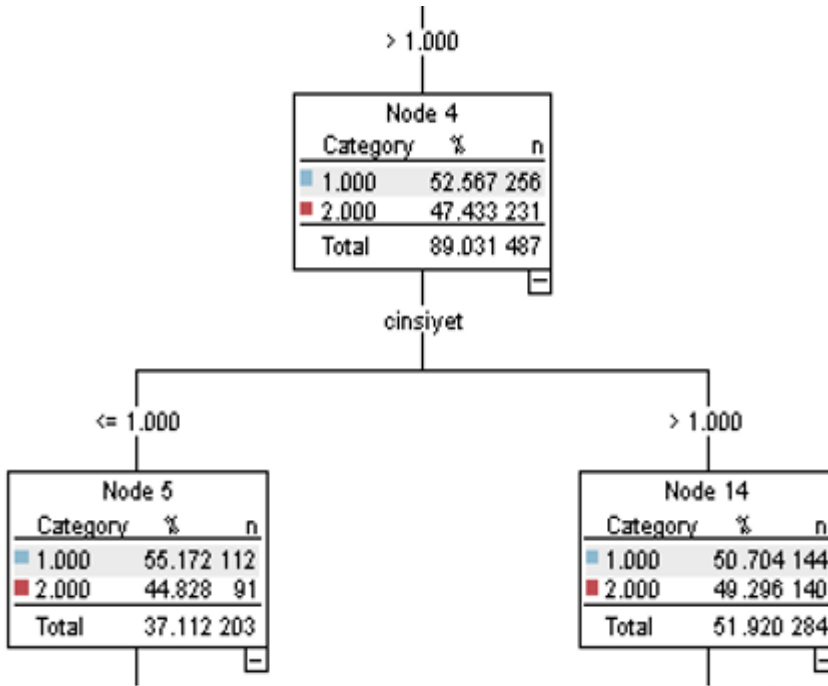 > 1.000
Node 4
Category % n
1.000 52.567 256
2.000 47.433 231
Total 89.031 487
cinsiyet
<= 1.000
> 1.000
Node 5
Category % n
1.000 55.172 112
2.000 44.828 91
Total 37.112 203
Node 14
Category % n
1.000 50.704 144
2.000 49.296 140
Total 51.920 284